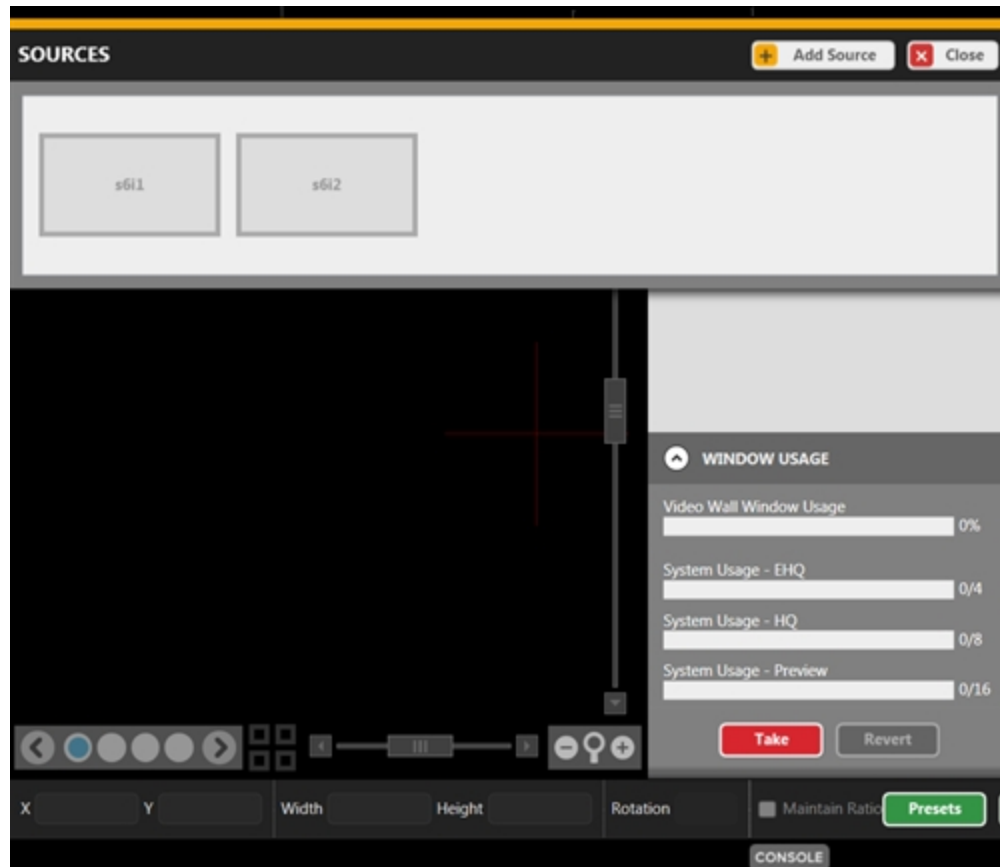 SOURCES Add Source Close
s6i1 s6i2
WINDOW USAGE
Video Wall Window Usage
0%
System Usage - EHQ
0/4
System Usage - HQ
0/8
System Usage - Preview
0/16
Take Revert
X Y Width Height Rotation Maintain Ratio Presets
CONSOLE